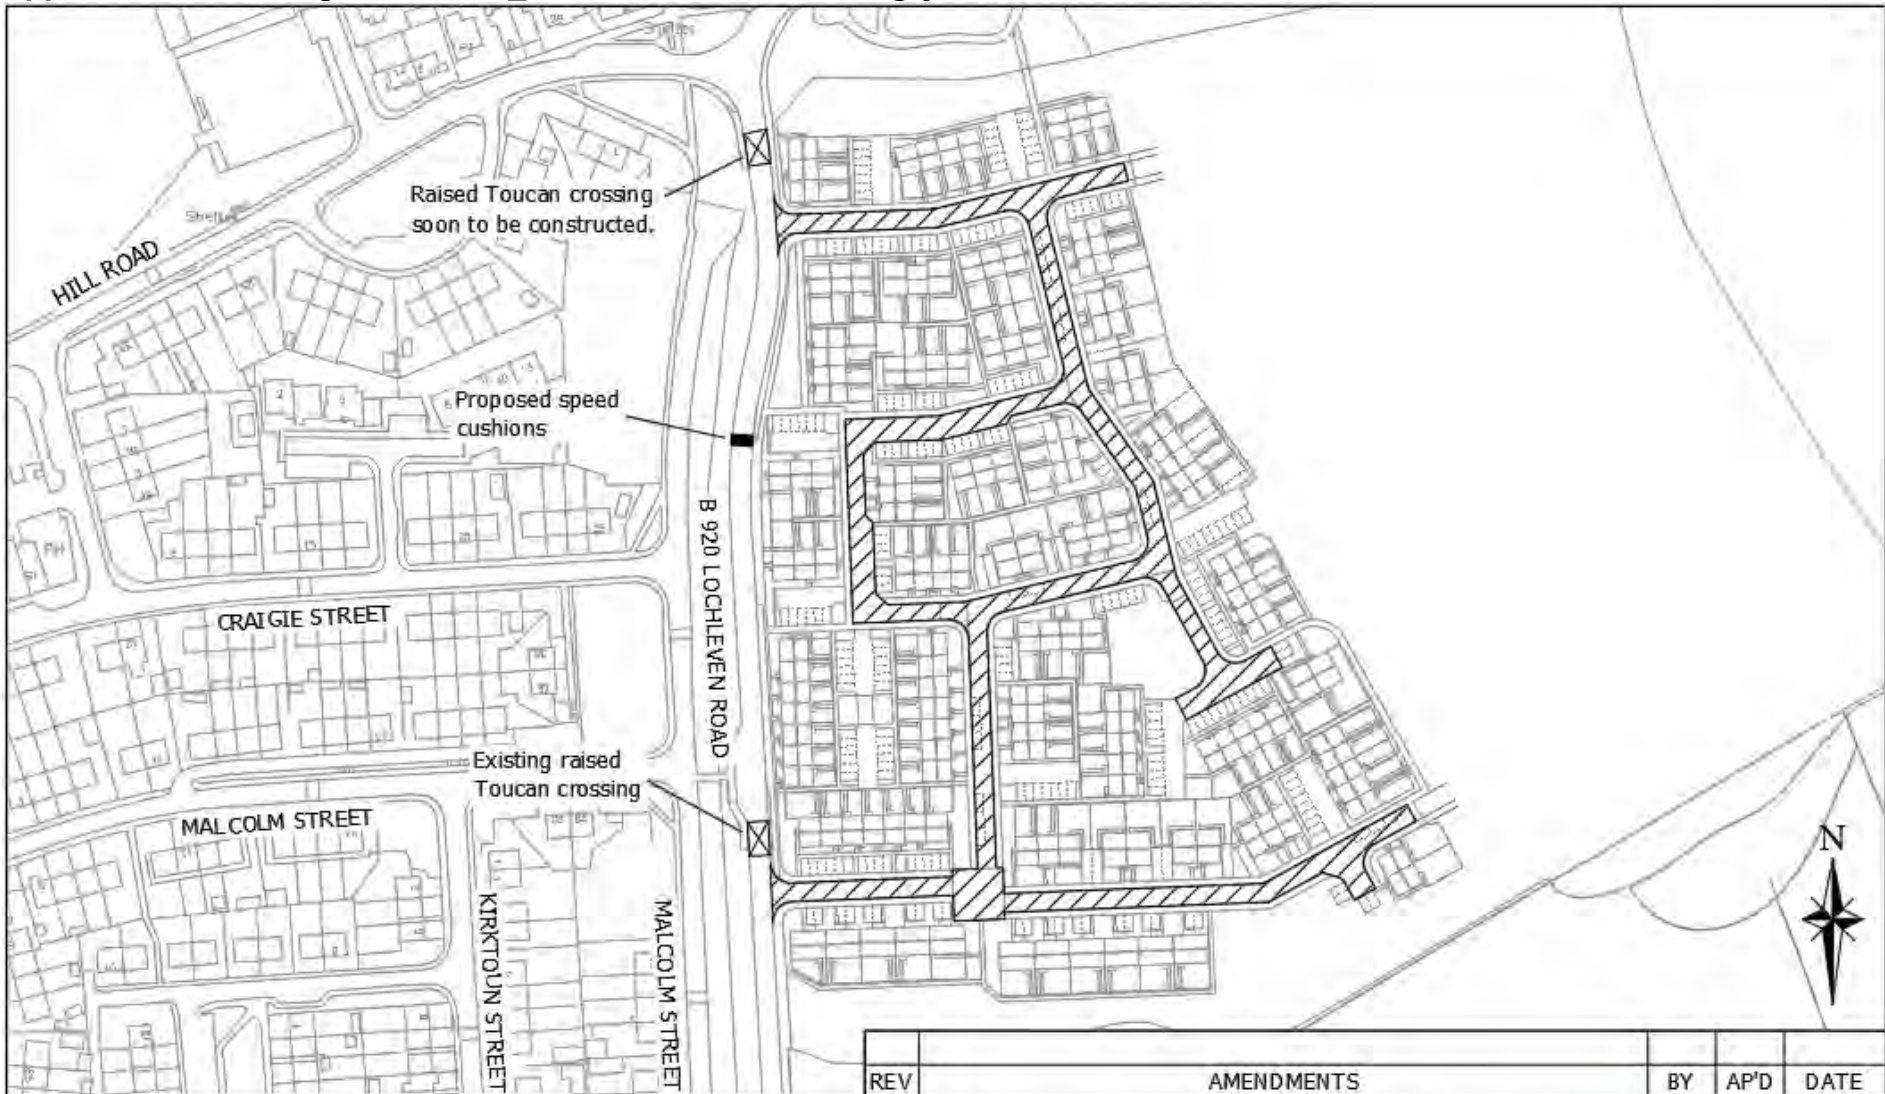 Raised Toucan crossing
soon to be constructed.
HILL ROAD
Proposed speed
cushions
B 920 LOCHLEVEN ROAD
CRAIGIE STREET
Existing raised
Toucan crossing
MALCOLM STREET
KIRKTOUN STREET
MALCOLM STREET
N
REV AMENDMENTS BY AP'D DATE